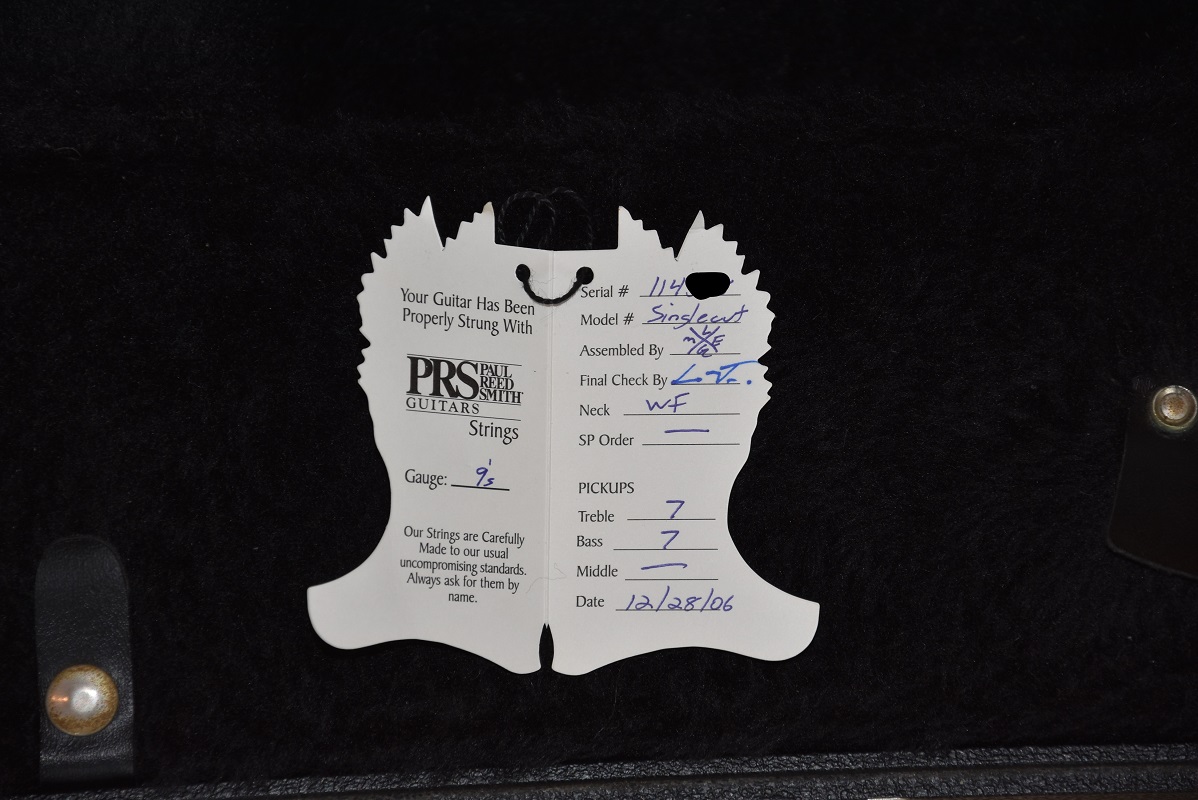 Your Guitar Has Been
Properly Strung With
PRS PAUL
REED
SMITH
GUITARS
Strings
Gauge: 9's
Our Strings are Carefully
Made to our usual
uncompromising standards.
Always ask for them by
name.
Serial # 114
Model # Singlecut
Assembled By
Final Check By
Neck WF
SP Order —
PICKUPS
Treble 7
Bass 7
Middle —
Date 12/28/06